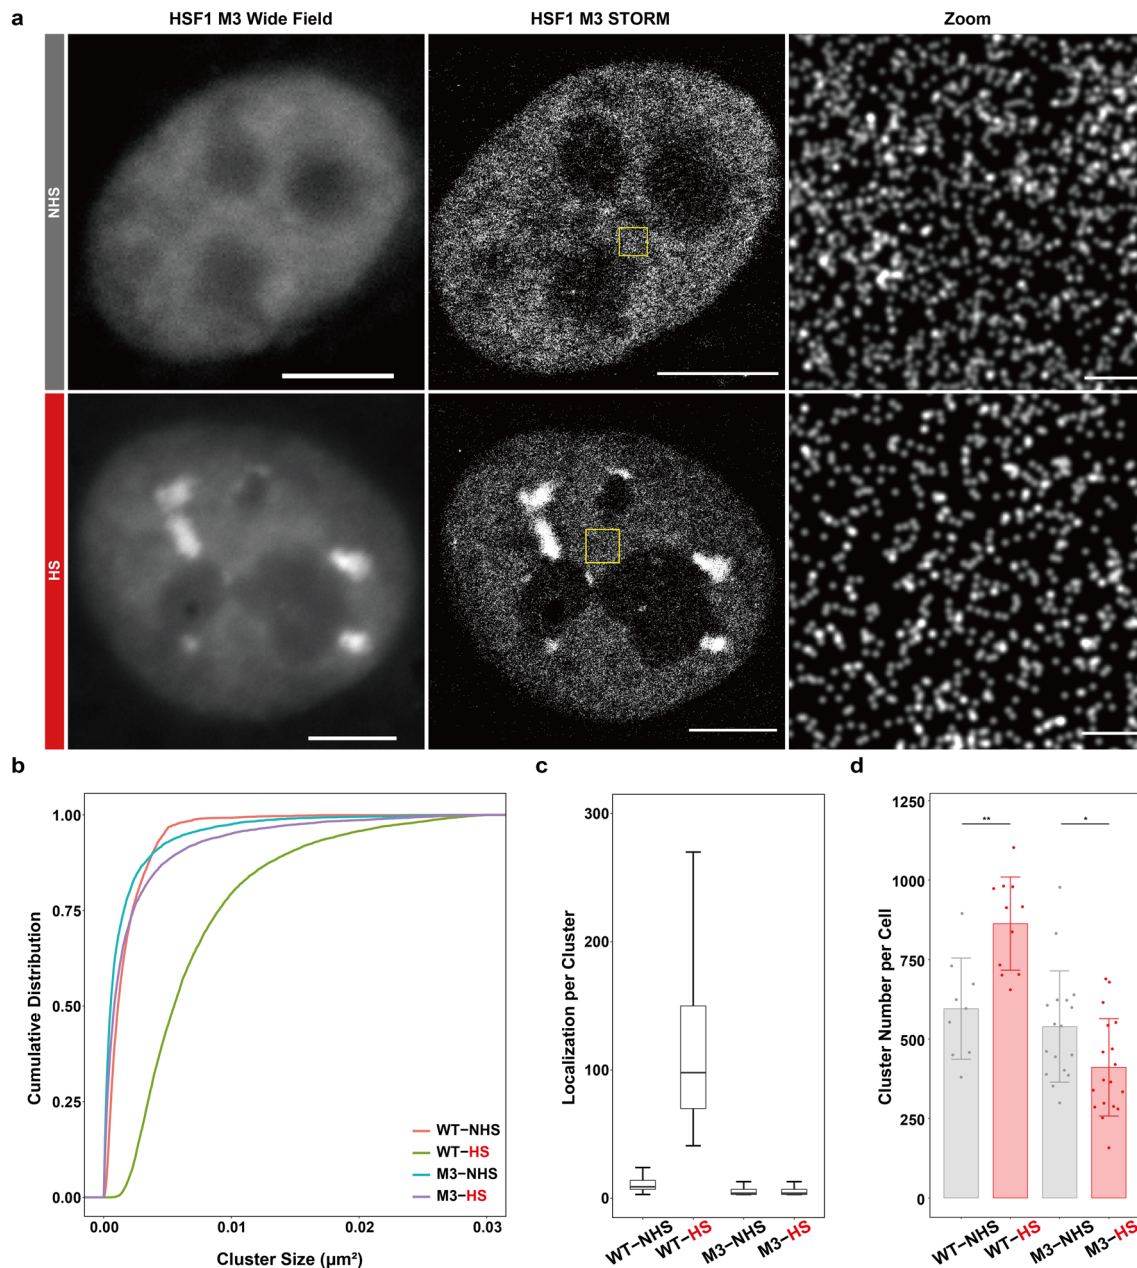 a
HSF1 M3 Wide Field
HSF1 M3 STORM
Zoom
NHS
HS
b
Cumulative Distribution
1.00
0.75
0.50
0.25
0.00
0.00
0.01
0.02
0.03
Cluster Size (µm²)
WT−NHS
WT−HS
M3−NHS
M3−HS
c
Localization per Cluster
300
200
100
0
WT−NHS
WT−HS
M3−NHS
M3−HS
d
Cluster Number per Cell
1250
1000
750
500
250
0
**
*
WT−NHS
WT−HS
M3−NHS
M3−HS